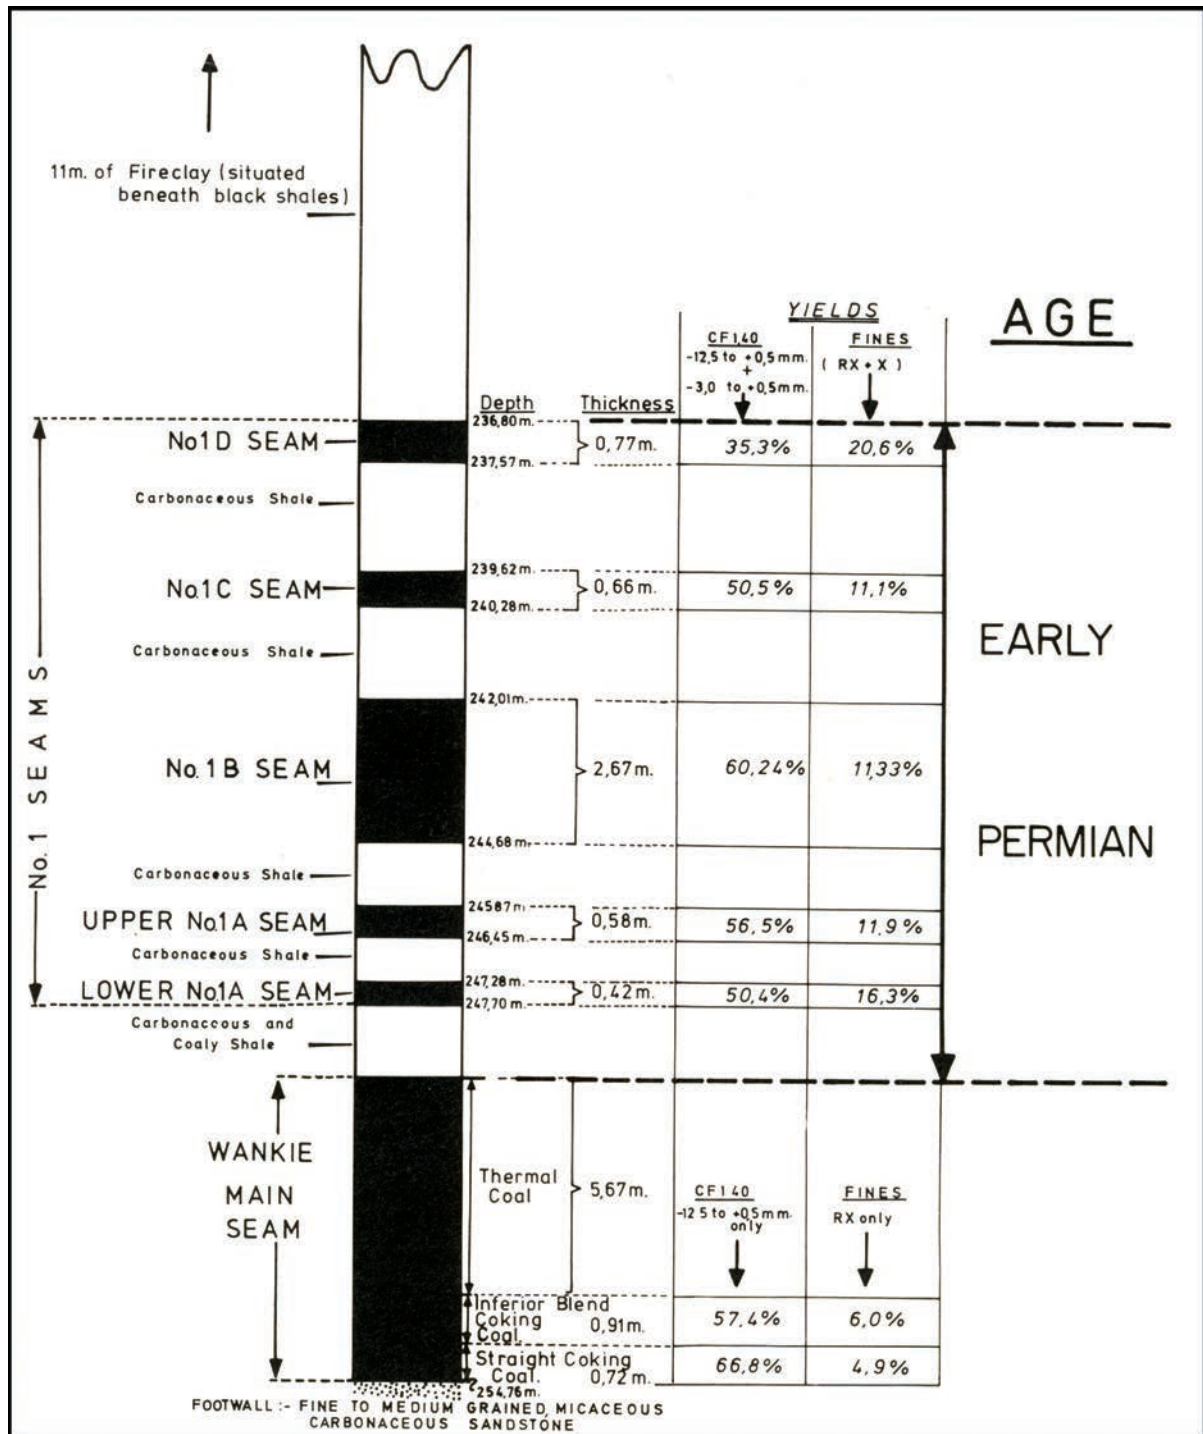 11m. of Fireclay (situated
beneath black shales)
AGE
YIELDS
CF1,40
-12,5 to +0,5mm.
+
-3,0 to +0,5mm.
FINES
( RX + X )
Depth
Thickness
236,80m.
No1D SEAM
0,77m.
35,3%
20,6%
237,57m.
Carbonaceous Shale
239,62m.
No.1C SEAM
0,66m.
50,5%
11,1%
240,28m.
EARLY
Carbonaceous Shale
No.1 SEAMS
242,01m.
No.1B SEAM
2,67m.
60,24%
11,33%
PERMIAN
244,68m.
Carbonaceous Shale
24587m
UPPER No.1A SEAM
0,58m.
56,5%
11,9%
246,45m.
Carbonaceous Shale
247,28m.
LOWER No.1A SEAM
0,42m.
50,4%
16,3%
247,70m.
Carbonaceous and
Coaly Shale
WANKIE
MAIN
SEAM
Thermal
Coal
5,67m.
CF1 40
-12 5 to +0,5mm.
only
FINES
RX only
Inferior Blend
Coking
Coal.
0,91m.
57,4%
6,0%
Straight Coking
Coal.
0,72m.
66,8%
4,9%
254,76m.
FOOTWALL :- FINE TO MEDIUM GRAINED, MICACEOUS
CARBONACEOUS SANDSTONE